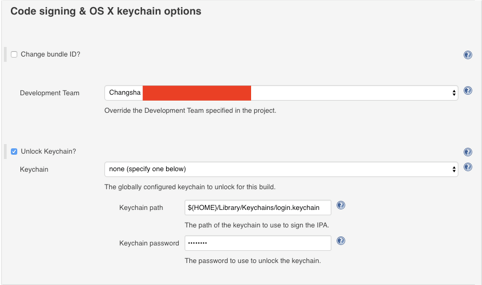 Code signing & OS X keychain options
Change bundle ID?
Development Team
Changsha
Override the Development Team specified in the project.
Unlock Keychain?
Keychain
none (specify one below)
The globally configured keychain to unlock for this build.
Keychain path
${HOME}/Library/Keychains/login.keychain
The path of the keychain to use to sign the IPA.
Keychain password
••••••••
The password to use to unlock the keychain.